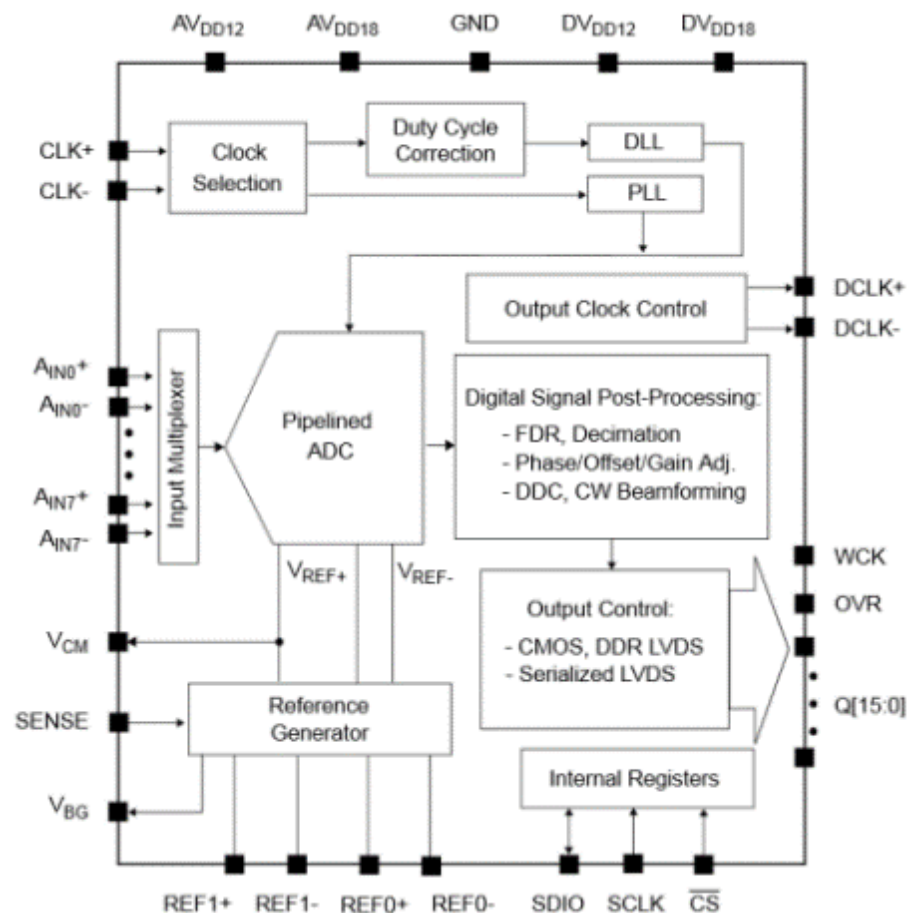 AVDD12 AVDD18 GND DVDD12 DVDD18
CLK+
CLK-
Clock
Selection
Duty Cycle
Correction
DLL
PLL
Output Clock Control
DCLK+
DCLK-
AIN0+
AIN0-
AIN7+
AIN7-
Input Multiplexer
Pipelined
ADC
Digital Signal Post-Processing:
- FDR, Decimation
- Phase/Offset/Gain Adj.
- DDC, CW Beamforming
VREF+
VREF-
Output Control:
- CMOS, DDR LVDS
- Serialized LVDS
WCK
OVR
Q[15:0]
VCM
SENSE
VBG
Reference
Generator
Internal Registers
REF1+ REF1- REF0+ REF0- SDIO SCLK C̅S̅